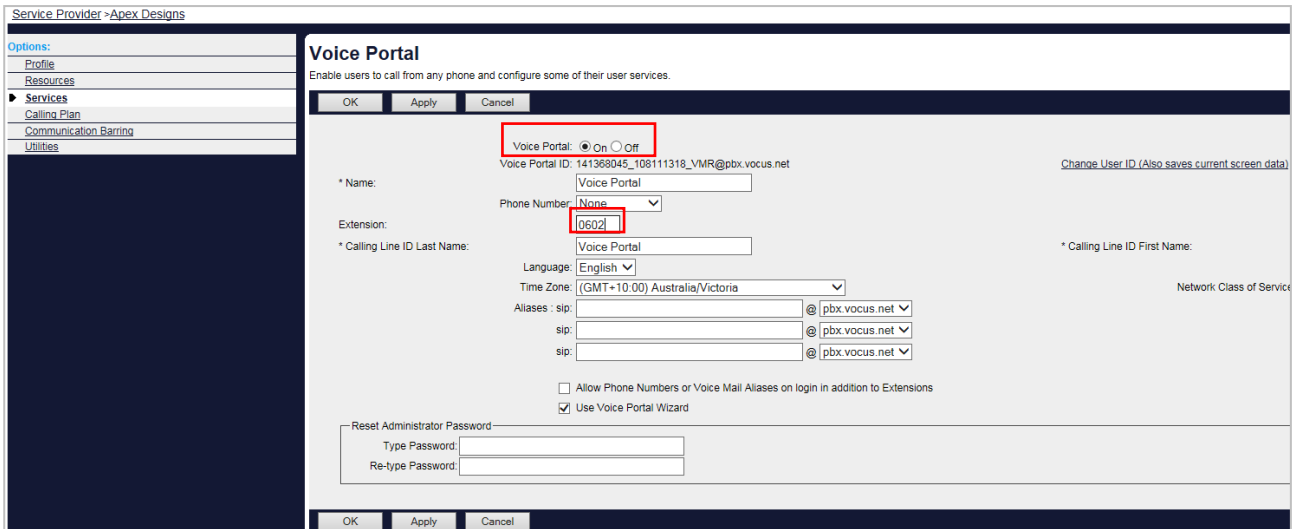 Service Provider >Apex Designs
Options:
Profile
Resources
Services
Calling Plan
Communication Barring
Utilities
Voice Portal
Enable users to call from any phone and configure some of their user services.
OK Apply Cancel
Voice Portal: On Off
Voice Portal ID: 141368045_108111318_VMR@pbx.vocus.net Change User ID (Also saves current screen data)
* Name: Voice Portal
Phone Number: None
Extension: 0602
* Calling Line ID Last Name: Voice Portal * Calling Line ID First Name:
Language: English
Time Zone: (GMT+10:00) Australia/Victoria Network Class of Service
Aliases : sip: @ pbx.vocus.net
sip: @ pbx.vocus.net
sip: @ pbx.vocus.net
Allow Phone Numbers or Voice Mail Aliases on login in addition to Extensions
Use Voice Portal Wizard
Reset Administrator Password
Type Password:
Re-type Password:
OK Apply Cancel